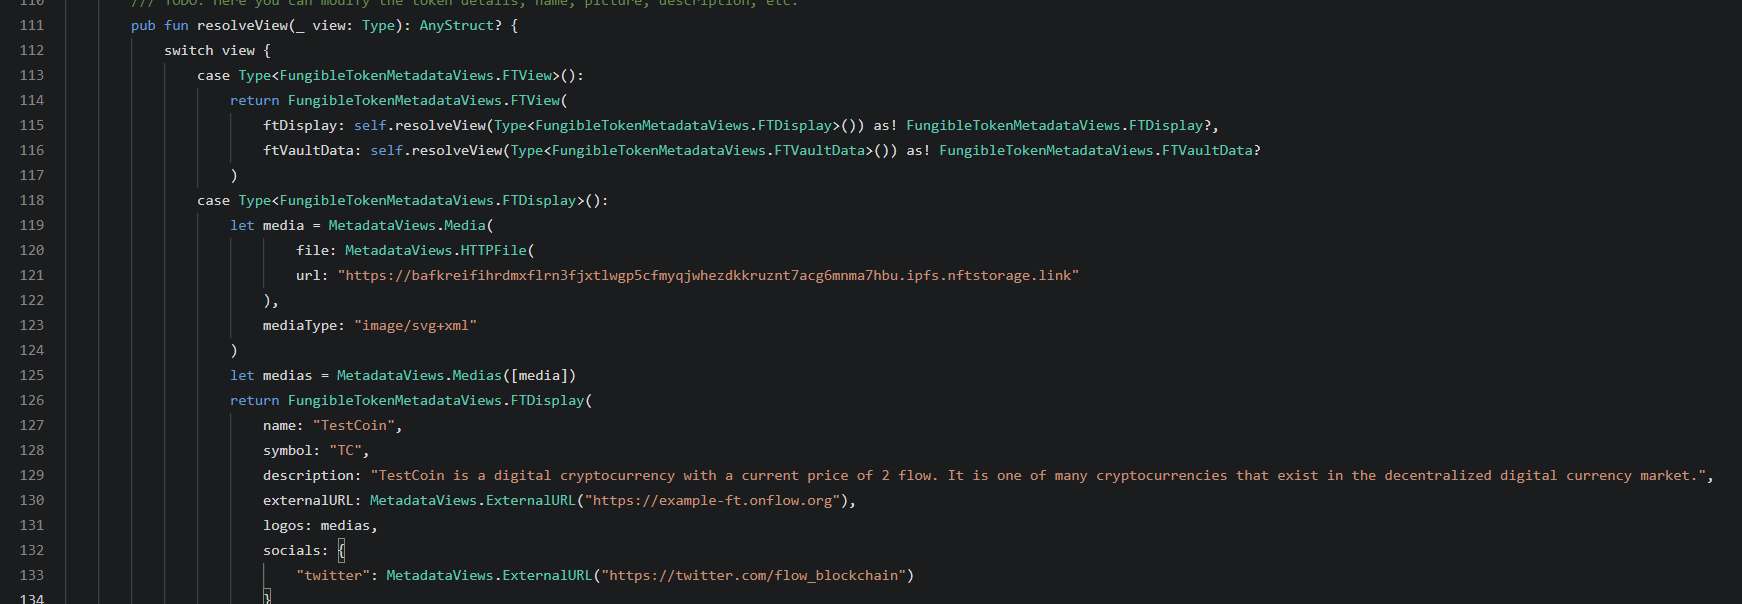 110 /// TODO: Here you can modify the token details, name, picture, description, etc.
111 pub fun resolveView(_ view: Type): AnyStruct? {
112 switch view {
113 case Type<FungibleTokenMetadataViews.FTView>():
114 return FungibleTokenMetadataViews.FTView(
115 ftDisplay: self.resolveView(Type<FungibleTokenMetadataViews.FTDisplay>()) as! FungibleTokenMetadataViews.FTDisplay?,
116 ftVaultData: self.resolveView(Type<FungibleTokenMetadataViews.FTVaultData>()) as! FungibleTokenMetadataViews.FTVaultData?
117 )
118 case Type<FungibleTokenMetadataViews.FTDisplay>():
119 let media = MetadataViews.Media(
120 file: MetadataViews.HTTPFile(
121 url: "https://bafkreifihrdmxflrn3fjxtlwgp5cfmyqjwhezdkkruznt7acg6mnma7hbu.ipfs.nftstorage.link"
122 ),
123 mediaType: "image/svg+xml"
124 )
125 let medias = MetadataViews.Medias([media])
126 return FungibleTokenMetadataViews.FTDisplay(
127 name: "TestCoin",
128 symbol: "TC",
129 description: "TestCoin is a digital cryptocurrency with a current price of 2 flow. It is one of many cryptocurrencies that exist in the decentralized digital currency market.",
130 externalURL: MetadataViews.ExternalURL("https://example-ft.onflow.org"),
131 logos: medias,
132 socials: {
133 "twitter": MetadataViews.ExternalURL("https://twitter.com/flow_blockchain")
134 }